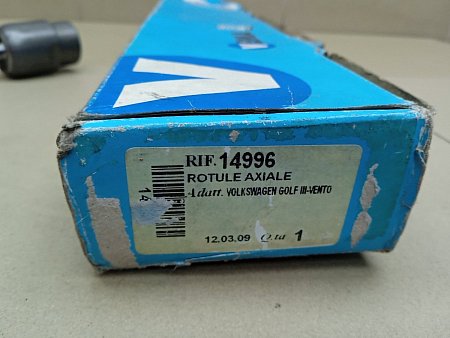 RIF. 14996
ROTULE AXIALE
Adatt. VOLKSWAGEN GOLF III-VENTO
12.03.09 Q.tà 1
14